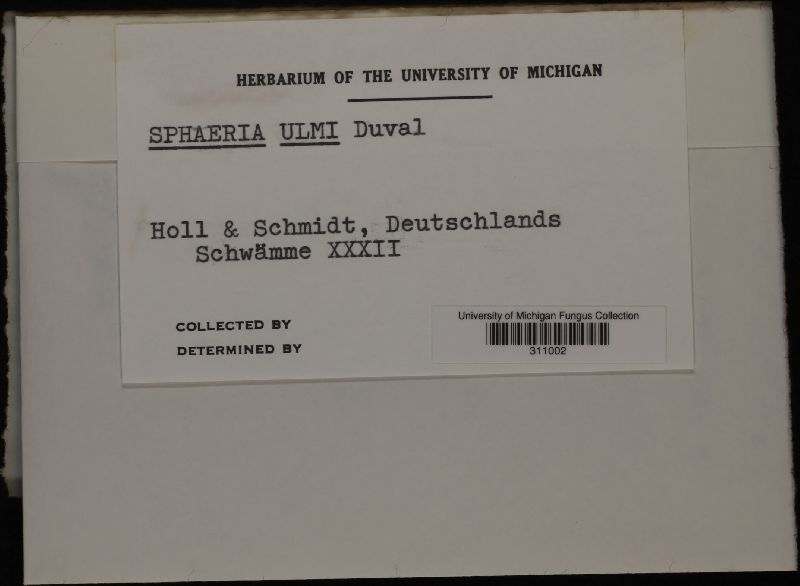 HERBARIUM OF THE UNIVERSITY OF MICHIGAN
SPHAERIA ULMI Duval
Holl & Schmidt, Deutschlands
Schwämme XXXII
COLLECTED BY
DETERMINED BY
University of Michigan Fungus Collection
311002